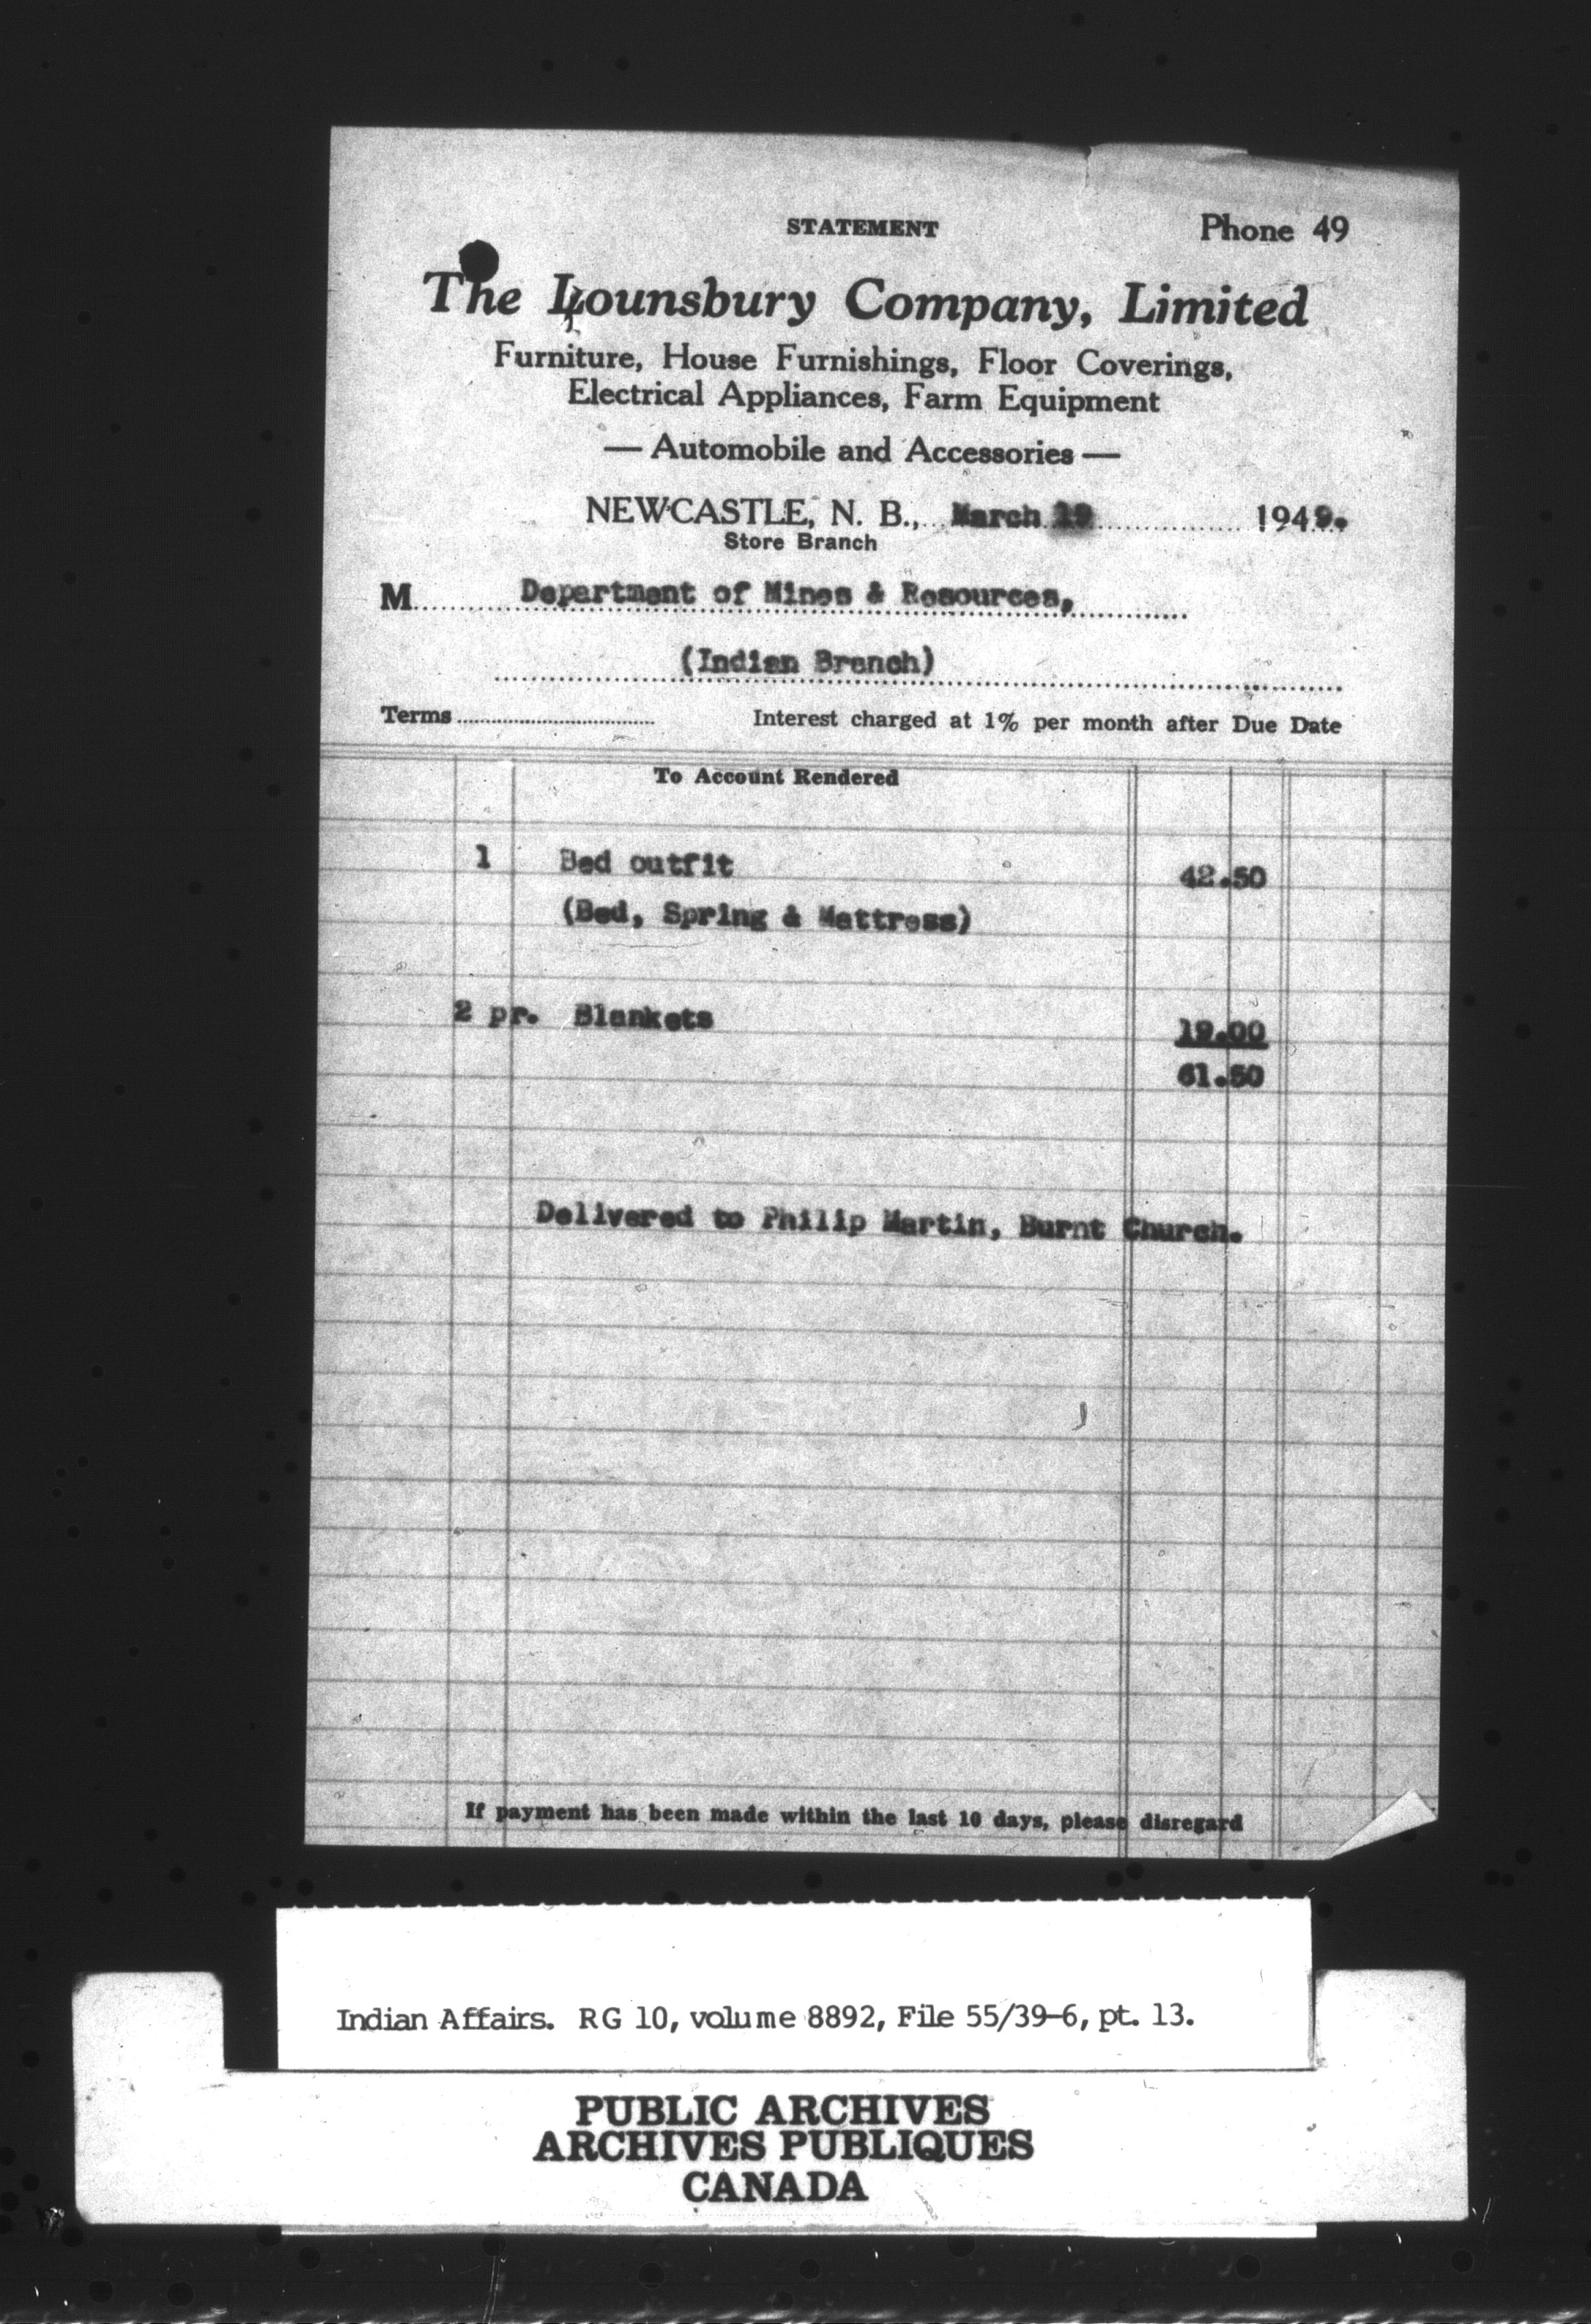 STATEMENT
Phone 49
The Lounsbury Company, Limited
Furniture, House Furnishings, Floor Coverings,
Electrical Appliances, Farm Equipment
— Automobile and Accessories —
NEWCASTLE, N. B., March 19 1949.
Store Branch
M Department of Mines & Resources,
(Indian Branch)
Terms Interest charged at 1% per month after Due Date
To Account Rendered
1 Bed outfit 42.50
(Bed, Spring & Mattress)
2 pr. Blankets 19.00
61.50
Delivered to Philip Martin, Burnt Church.
If payment has been made within the last 10 days, please disregard
Indian Affairs. RG 10, volume 8892, File 55/39-6, pt. 13.
PUBLIC ARCHIVES
ARCHIVES PUBLIQUES
CANADA